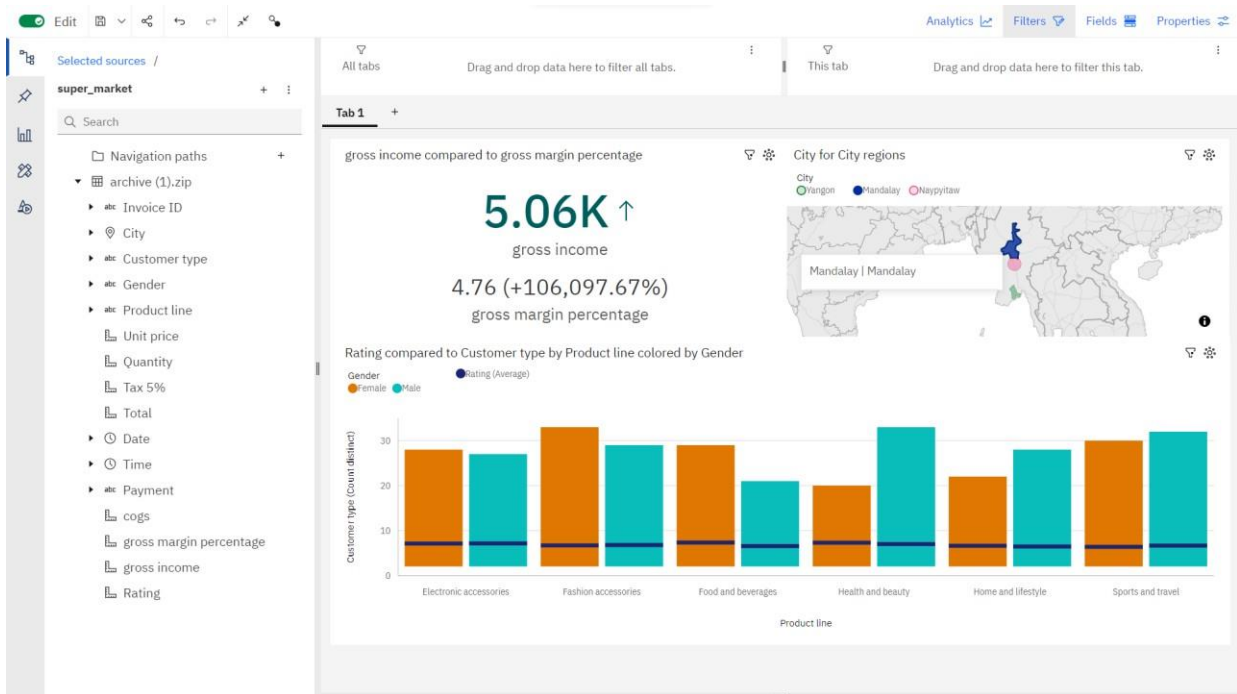 Edit
Analytics
Filters
Fields
Properties
Selected sources /
super_market
Search
Navigation paths
archive (1).zip
abc Invoice ID
City
abc Customer type
abc Gender
abc Product line
Unit price
Quantity
Tax 5%
Total
Date
Time
abc Payment
cogs
gross margin percentage
gross income
Rating
All tabs
Drag and drop data here to filter all tabs.
This tab
Drag and drop data here to filter this tab.
Tab 1 +
gross income compared to gross margin percentage
5.06K ↑
gross income
4.76 (+106,097.67%)
gross margin percentage
City for City regions
City
Yangon Mandalay Naypyitaw
Mandalay | Mandalay
Rating compared to Customer type by Product line colored by Gender
Gender
Female Male
Rating (Average)
Customer type (Count distinct)
30
20
10
0
Electronic accessories
Fashion accessories
Food and beverages
Health and beauty
Home and lifestyle
Sports and travel
Product line